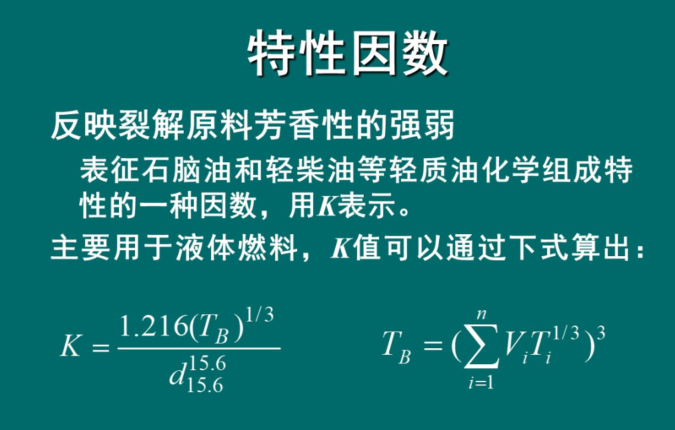 特性因数
反映裂解原料芳香性的强弱
表征石脑油和轻柴油等轻质油化学组成特
性的一种因数，用K表示。
主要用于液体燃料，K值可以通过下式算出：
K = \frac{1.216(T_B)^{1/3}}{d_{15.6}^{15.6}}
T_B = (\sum_{i=1}^{n} V_i T_i^{1/3})^3